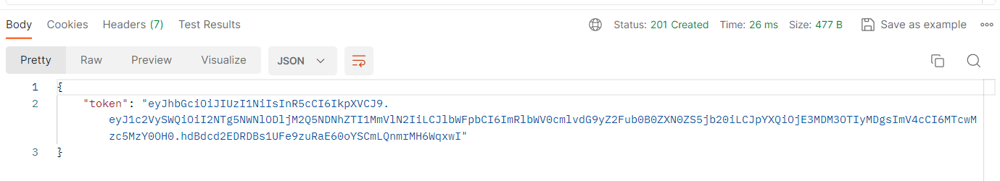 Body Cookies Headers (7) Test Results Status: 201 Created Time: 26 ms Size: 477 B Save as example
Pretty Raw Preview Visualize JSON
1 {
2 "token": "eyJhbGciOiJIUzI1NiIsInR5cCI6IkpXVCJ9.
eyJ1c2VySWQiOiI2NTg5NWNlODljM2Q5NDNhZTI1MmVlN2IiLCJlbWFpbCI6ImRlbWV0cmlvdG9yZ2Fub0B0ZXN0ZS5jb20iLCJpYXQiOjE3MDM3OTIyMDgsImV4cCI6MTcwM
zc5MzY0OH0.hdBdcd2EDRDBs1UFe9zuRaE60oYSCmLQnmrMH6WqxwI"
3 }